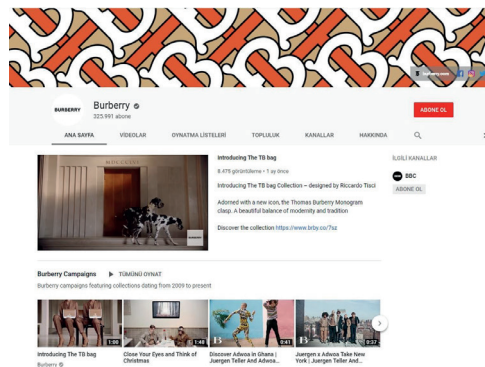 burberry.com
BURBERRY
Burberry
323.991 abone
ABONE OL
ANA SAYFA VİDEOLAR OYNATMA LİSTELERİ TOPLULUK KANALLAR HAKKINDA
MDCCCLVI
BURBERRY
Introducing The TB bag
8.475 görüntüleme • 1 ay önce
Introducing The TB bag Collection – designed by Riccardo Tisci
Adorned with a new icon, the Thomas Burberry Monogram
clasp. A beautiful balance of modernity and tradition
Discover the collection https://www.brby.co/7sz
İLGİLİ KANALLAR
BBC
ABONE OL
Burberry Campaigns TÜMÜNÜ OYNAT
Burberry campaigns featuring collections dating from 2009 to present
1:00
1:48
B
0:41
B
0:37
Introducing The TB bag
Burberry
Close Your Eyes and Think of
Christmas
Discover Adwoa in Ghana |
Juergen Teller And Adwoa...
Juergen x Adwoa Take New
York | Juergen Teller And...